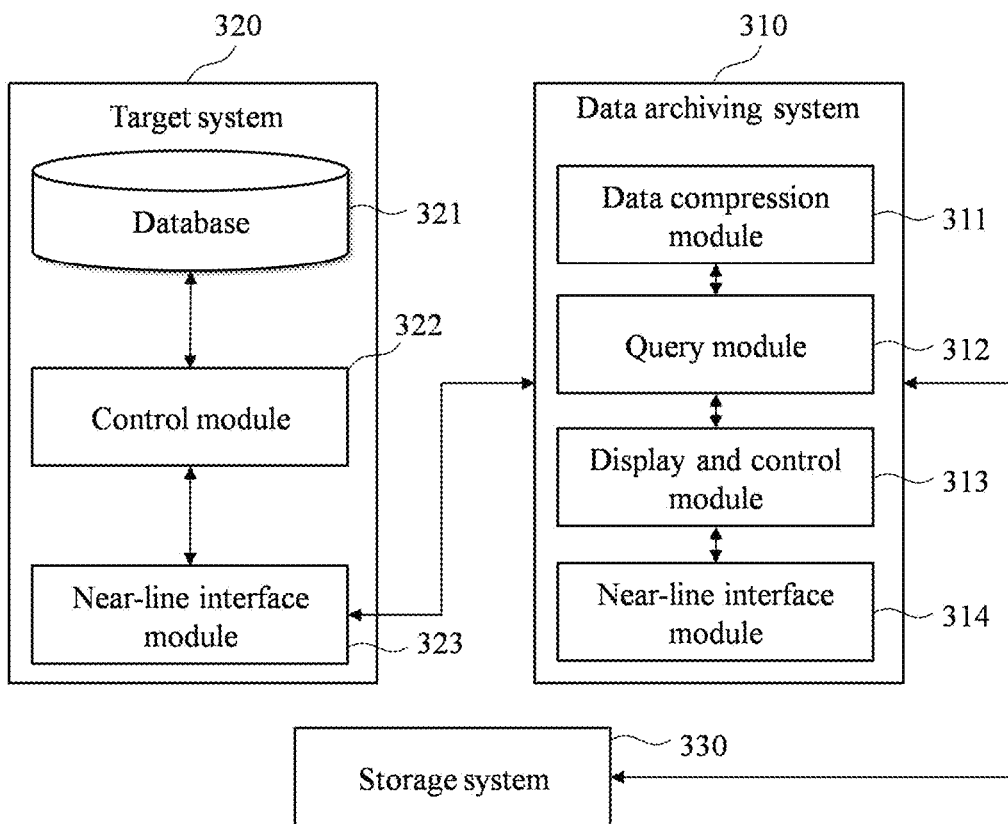 320
Target system
Database
321
322
Control module
Near-line interface
module
323
310
Data archiving system
Data compression
module
311
Query module
312
Display and control
module
313
Near-line interface
module
314
330
Storage system